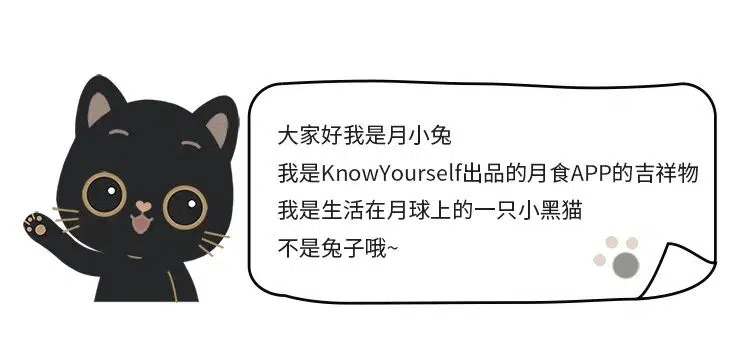 大家好我是月小兔
我是KnowYourself出品的月食APP的吉祥物
我是生活在月球上的一只小黑猫
不是兔子哦~